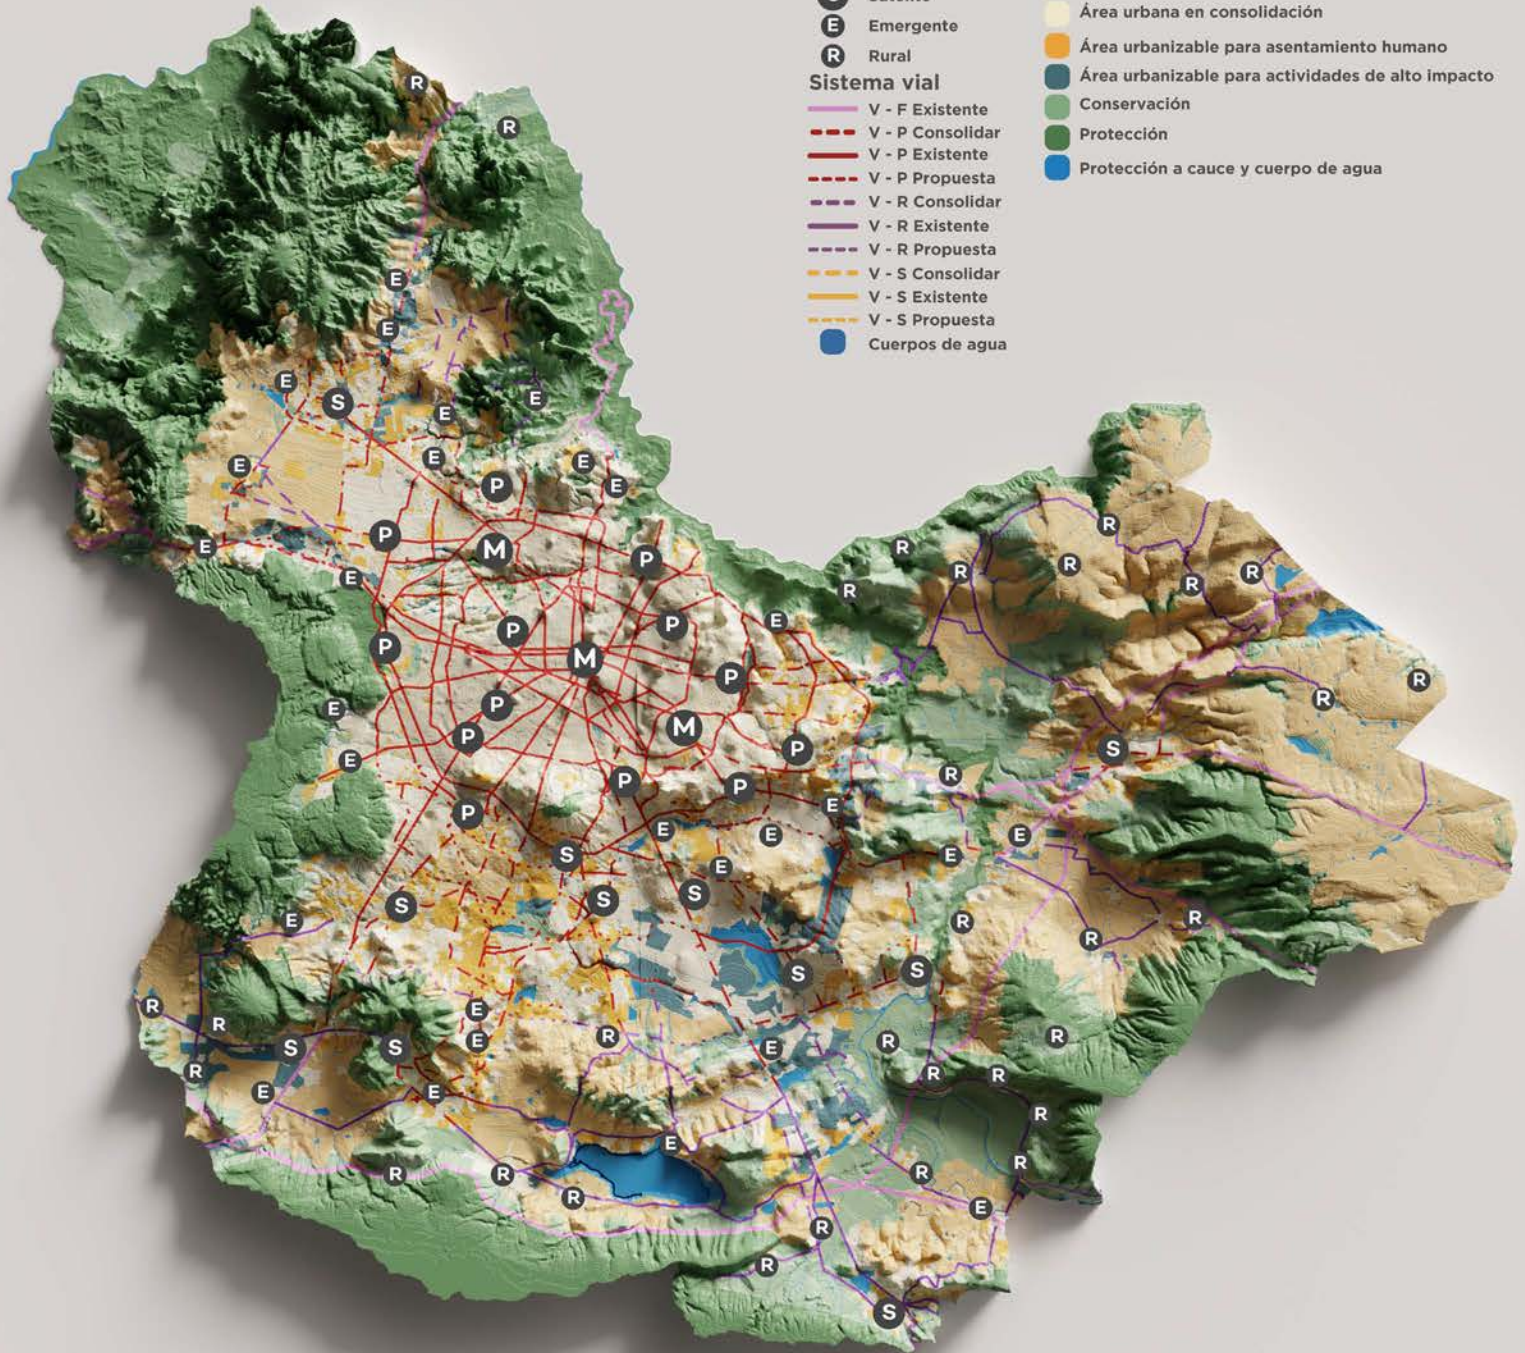 E Emergente
R Rural
Sistema vial
V - F Existente
V - P Consolidar
V - P Existente
V - P Propuesta
V - R Consolidar
V - R Existente
V - R Propuesta
V - S Consolidar
V - S Existente
V - S Propuesta
Cuerpos de agua
Área urbana en consolidación
Área urbanizable para asentamiento humano
Área urbanizable para actividades de alto impacto
Conservación
Protección
Protección a cauce y cuerpo de agua
R
R
E
E
E
S
E
E
E
E
E
P
E
P
M
P
E
E
R
R
R
R
R
R
R
P
M
P
P
E
P
R
R
E
P
P
M
P
E
P
P
P
E
R
S
S
E
E
E
E
E
S
S
S
E
R
R
R
S
S
R
R
S
S
R
E
E
R
E
R
R
E
E
R
R
R
R
R
R
E
R
R
E
R
R
S